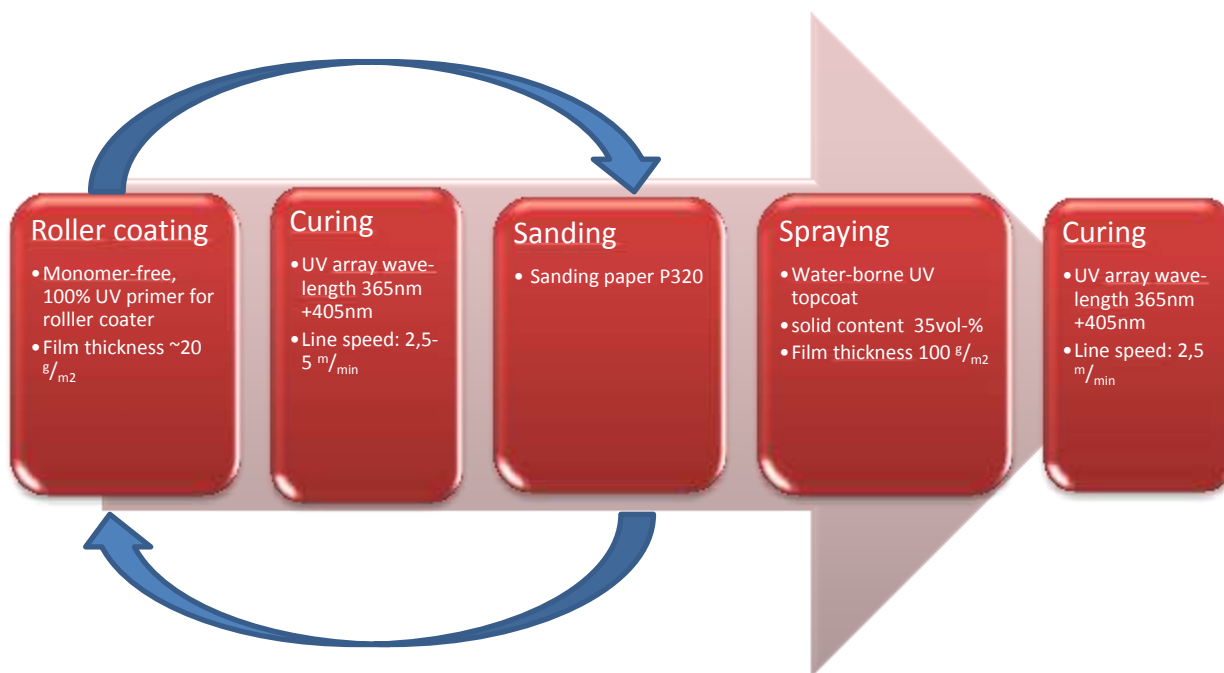 Roller coating
• Monomer-free,
100% UV primer for
rolller coater
• Film thickness ~20
g/m2
Curing
• UV array wave-
length 365nm
+405nm
• Line speed: 2,5-
5 m/min
Sanding
• Sanding paper P320
Spraying
• Water-borne UV
topcoat
• solid content 35vol-%
• Film thickness 100 g/m2
Curing
• UV array wave-
length 365nm
+405nm
• Line speed: 2,5
m/min